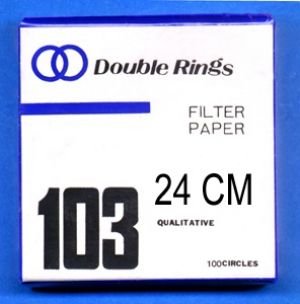 Double Rings
FILTER
PAPER
103 24 CM
QUALITATIVE
100CIRCLES